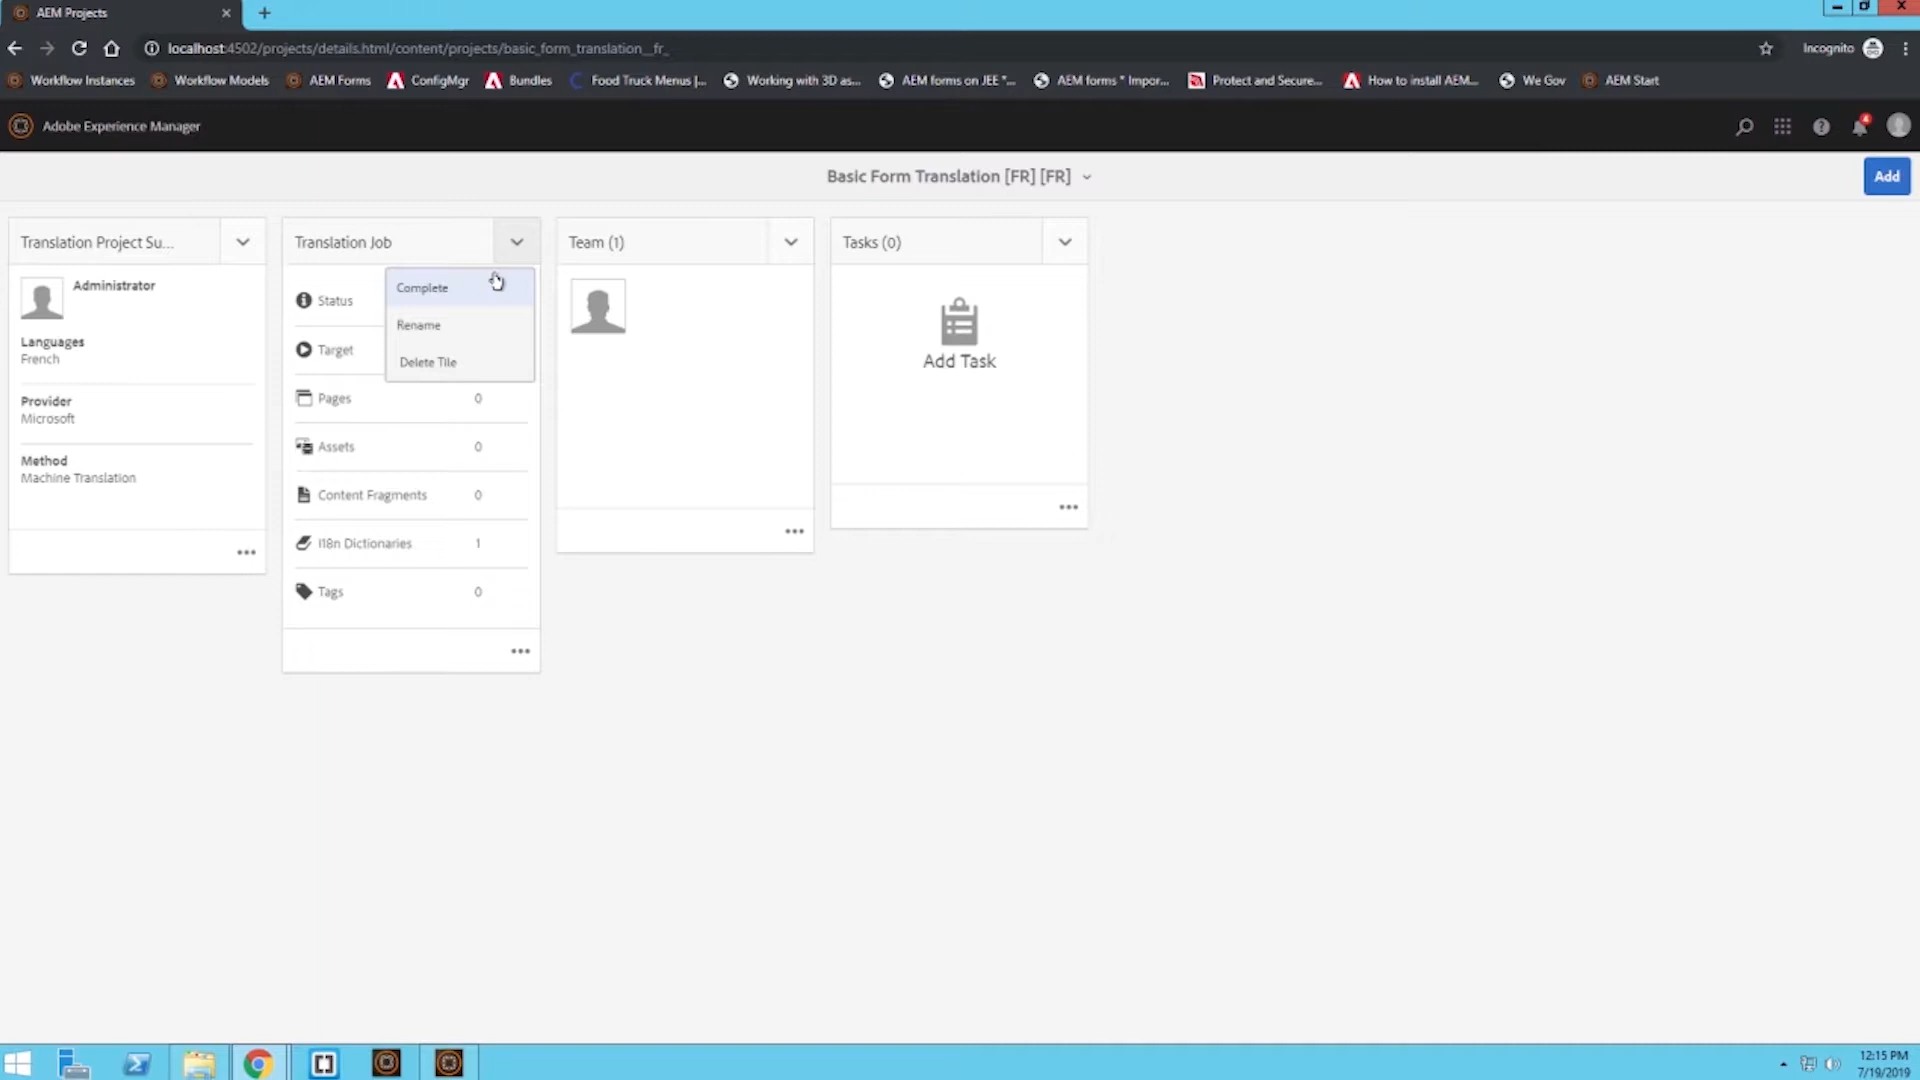 AEM Projects
localhost:4502/projects/details.html/content/projects/basic_form_translation__fr_
Incognito
Workflow Instances Workflow Models AEM Forms ConfigMgr Bundles Food Truck Menus |... Working with 3D as... AEM forms on JEE "... AEM forms * Impor... Protect and Secure... How to install AEM... We Gov AEM Start
Adobe Experience Manager
4
Basic Form Translation [FR] [FR]
Add
Translation Project Su...
Administrator
Languages
French
Provider
Microsoft
Method
Machine Translation
Translation Job
Complete
Rename
Delete Tile
Status
Target
Pages 0
Assets 0
Content Fragments 0
I18n Dictionaries 1
Tags 0
Team (1)
Tasks (0)
Add Task
12:15 PM
7/19/2019